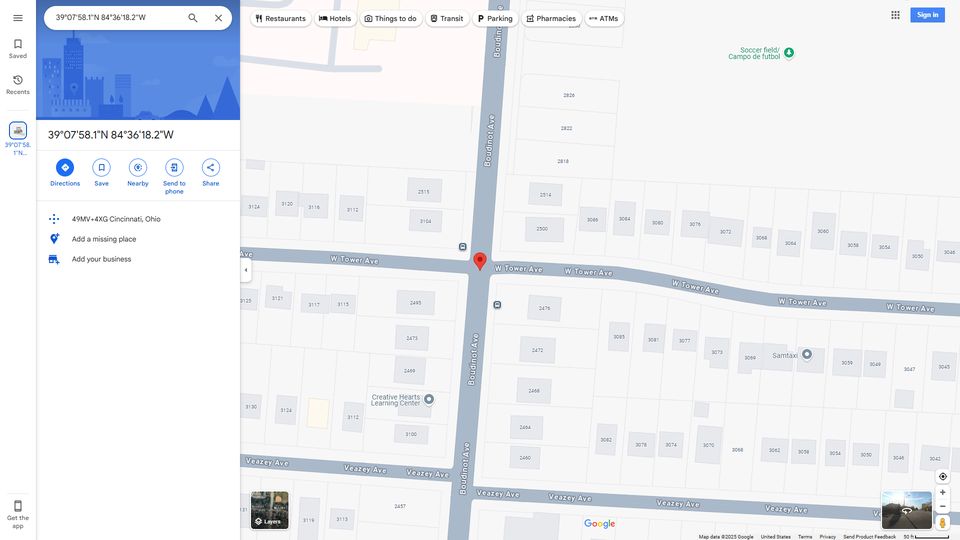 39°07'58.1"N 84°36'18.2"W
Restaurants
Hotels
Things to do
Transit
Parking
Pharmacies
ATMs
Sign in
Saved
Recents
39°07'58.
1"N...
39°07'58.1"N 84°36'18.2"W
Directions
Save
Nearby
Send to
phone
Share
49MV+4XG Cincinnati, Ohio
Add a missing place
Add your business
Get the
app
Boudinot Ave
Soccer field/
Campo de futbol
2826
2822
2818
Boudinot Ave
2515
2514
3124
3120
3116
3112
3104
2500
3086
3084
3080
3076
3072
3068
3064
3060
3058
3054
3050
3046
W Tower Ave
W Tower Ave
W Tower Ave
W Tower Ave
W Tower Ave
W Tower Ave
3125
3121
3117
3115
2495
2476
2473
2472
2469
2468
3085
3081
3077
3073
3069
Samtaxi
3059
3049
3047
3045
Boudinot Ave
Creative Hearts
Learning Center
3130
3124
3112
3100
2464
2460
3082
3078
3074
3070
3068
3062
3058
3054
3050
3046
3042
Boudinot Ave
Veazey Ave
Veazey Ave
Veazey Ave
Veazey Ave
Veazey Ave
Veazey Ave
Veazey Ave
3119
3113
2457
Layers
Google
Map data ©2025 Google
United States
Terms
Privacy
Send Product Feedback
50 ft